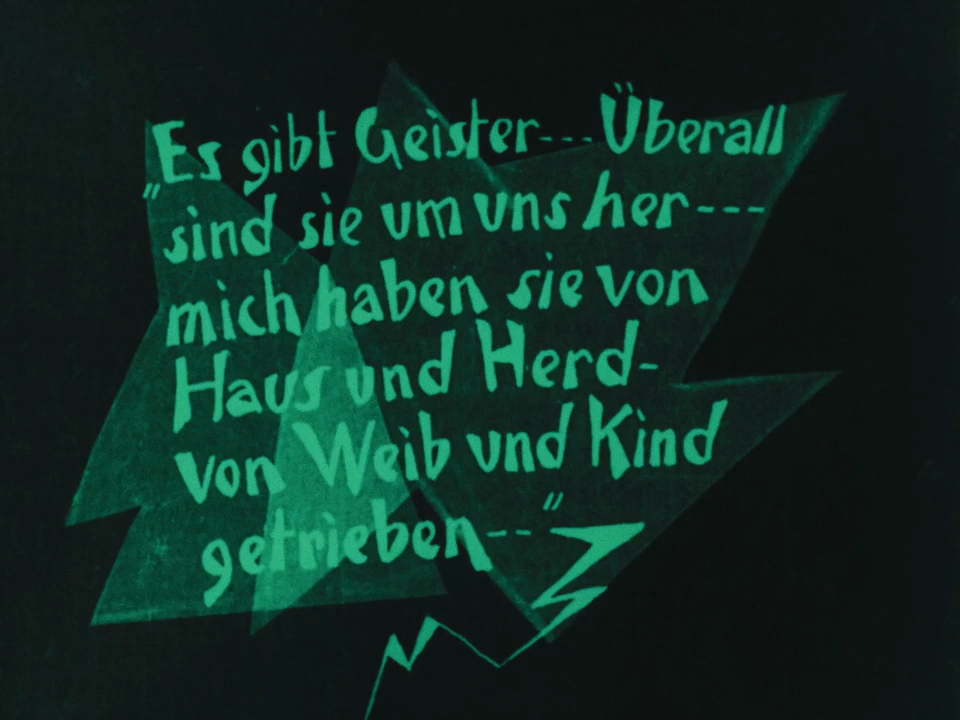 „Es gibt Geister--- Überall
sind sie um uns her---
mich haben sie von
Haus und Herd-
von Weib und Kind
getrieben--"